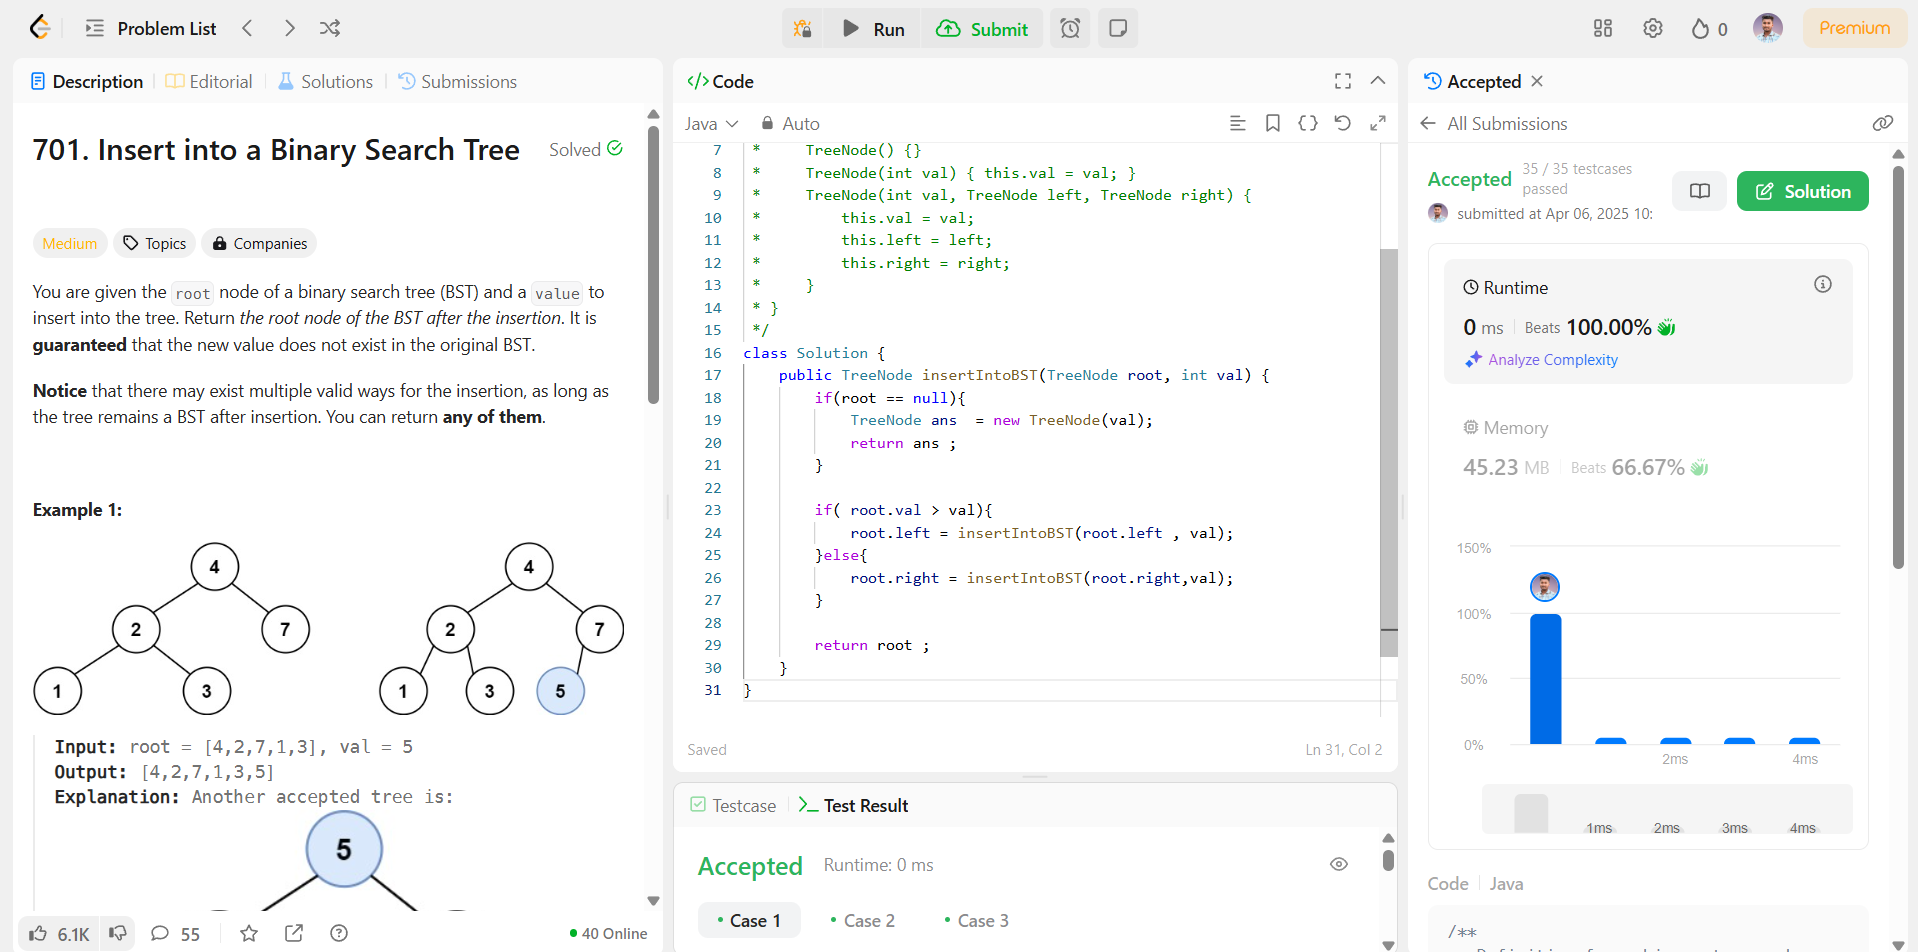 Problem List
Run
Submit
0
Premium
Description
Editorial
Solutions
Submissions
701. Insert into a Binary Search Tree
Solved
Medium
Topics
Companies
You are given the root node of a binary search tree (BST) and a value to
insert into the tree. Return the root node of the BST after the insertion. It is
guaranteed that the new value does not exist in the original BST.
Notice that there may exist multiple valid ways for the insertion, as long as
the tree remains a BST after insertion. You can return any of them.
Example 1:
4
2
7
1
3
4
2
7
1
3
5
Input: root = [4,2,7,1,3], val = 5
Output: [4,2,7,1,3,5]
Explanation: Another accepted tree is:
5
6.1K
55
40 Online
</> Code
Java
Auto
7 * TreeNode() {}
8 * TreeNode(int val) { this.val = val; }
9 * TreeNode(int val, TreeNode left, TreeNode right) {
10 * this.val = val;
11 * this.left = left;
12 * this.right = right;
13 * }
14 * }
15 */
16 class Solution {
17 public TreeNode insertIntoBST(TreeNode root, int val) {
18 if(root == null){
19 TreeNode ans  = new TreeNode(val);
20 return ans ;
21 }
22
23 if( root.val > val){
24 root.left = insertIntoBST(root.left , val);
25 }else{
26 root.right = insertIntoBST(root.right,val);
27 }
28
29 return root ;
30 }
31 }
Saved
Ln 31, Col 2
Testcase
Test Result
Accepted
Runtime: 0 ms
Case 1
Case 2
Case 3
Accepted
All Submissions
Accepted
35 / 35 testcases
passed
submitted at Apr 06, 2025 10:
Solution
Runtime
0 ms
Beats 100.00%
Analyze Complexity
Memory
45.23 MB
Beats 66.67%
150%
100%
50%
0%
2ms
4ms
1ms
2ms
3ms
4ms
Code
Java
/**